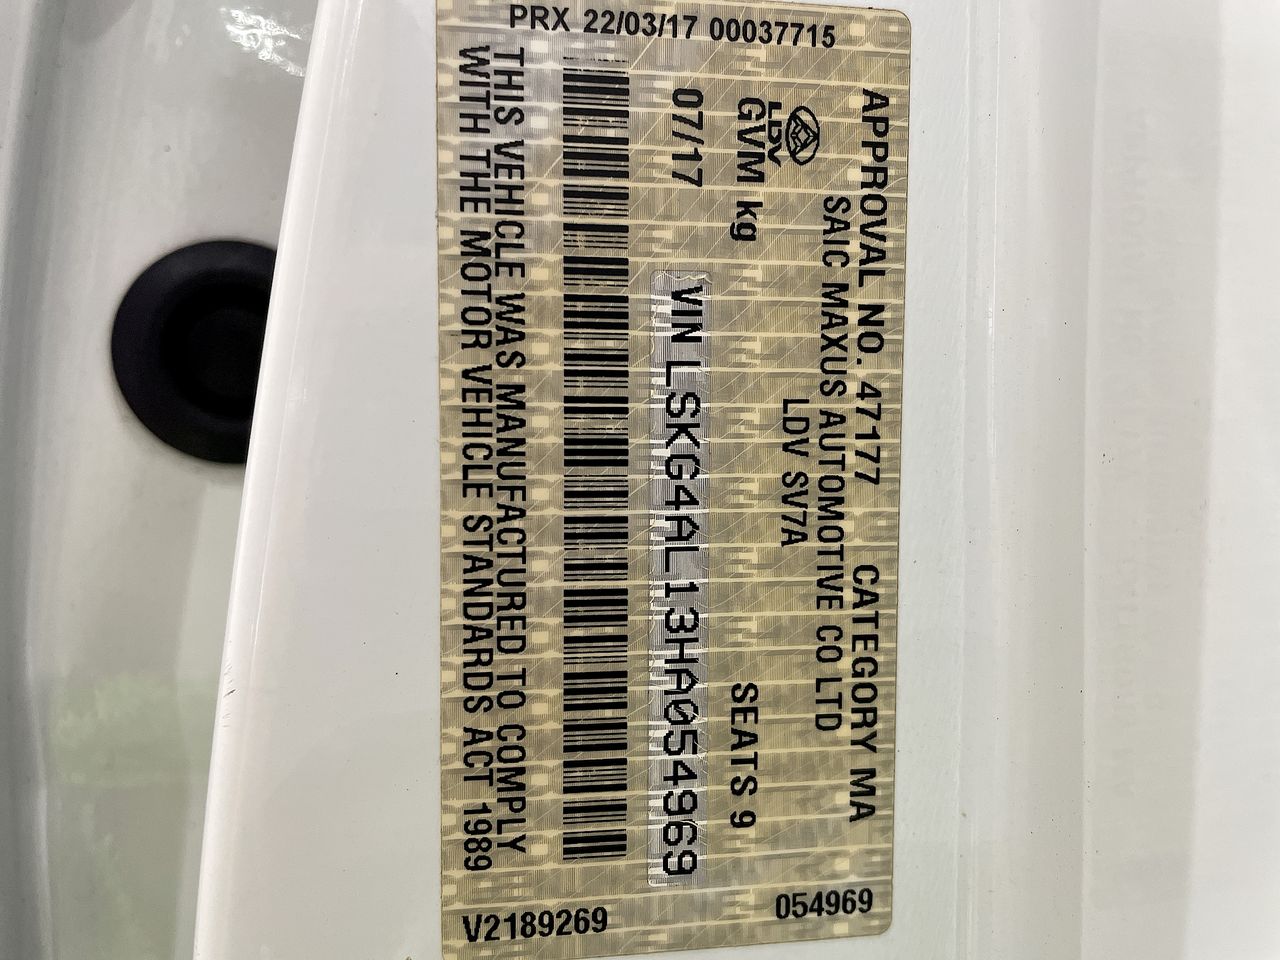 PRX 22/03/17 00037715
APPROVAL NO. 47177 CATEGORY MA
SAIC MAXUS AUTOMOTIVE CO LTD
LDV
LDV SV7A
GVM kg SEATS 9
07/17 VIN LSKG4AL13HA054969
THIS VEHICLE WAS MANUFACTURED TO COMPLY
WITH THE MOTOR VEHICLE STANDARDS ACT 1989
V2189269 054969